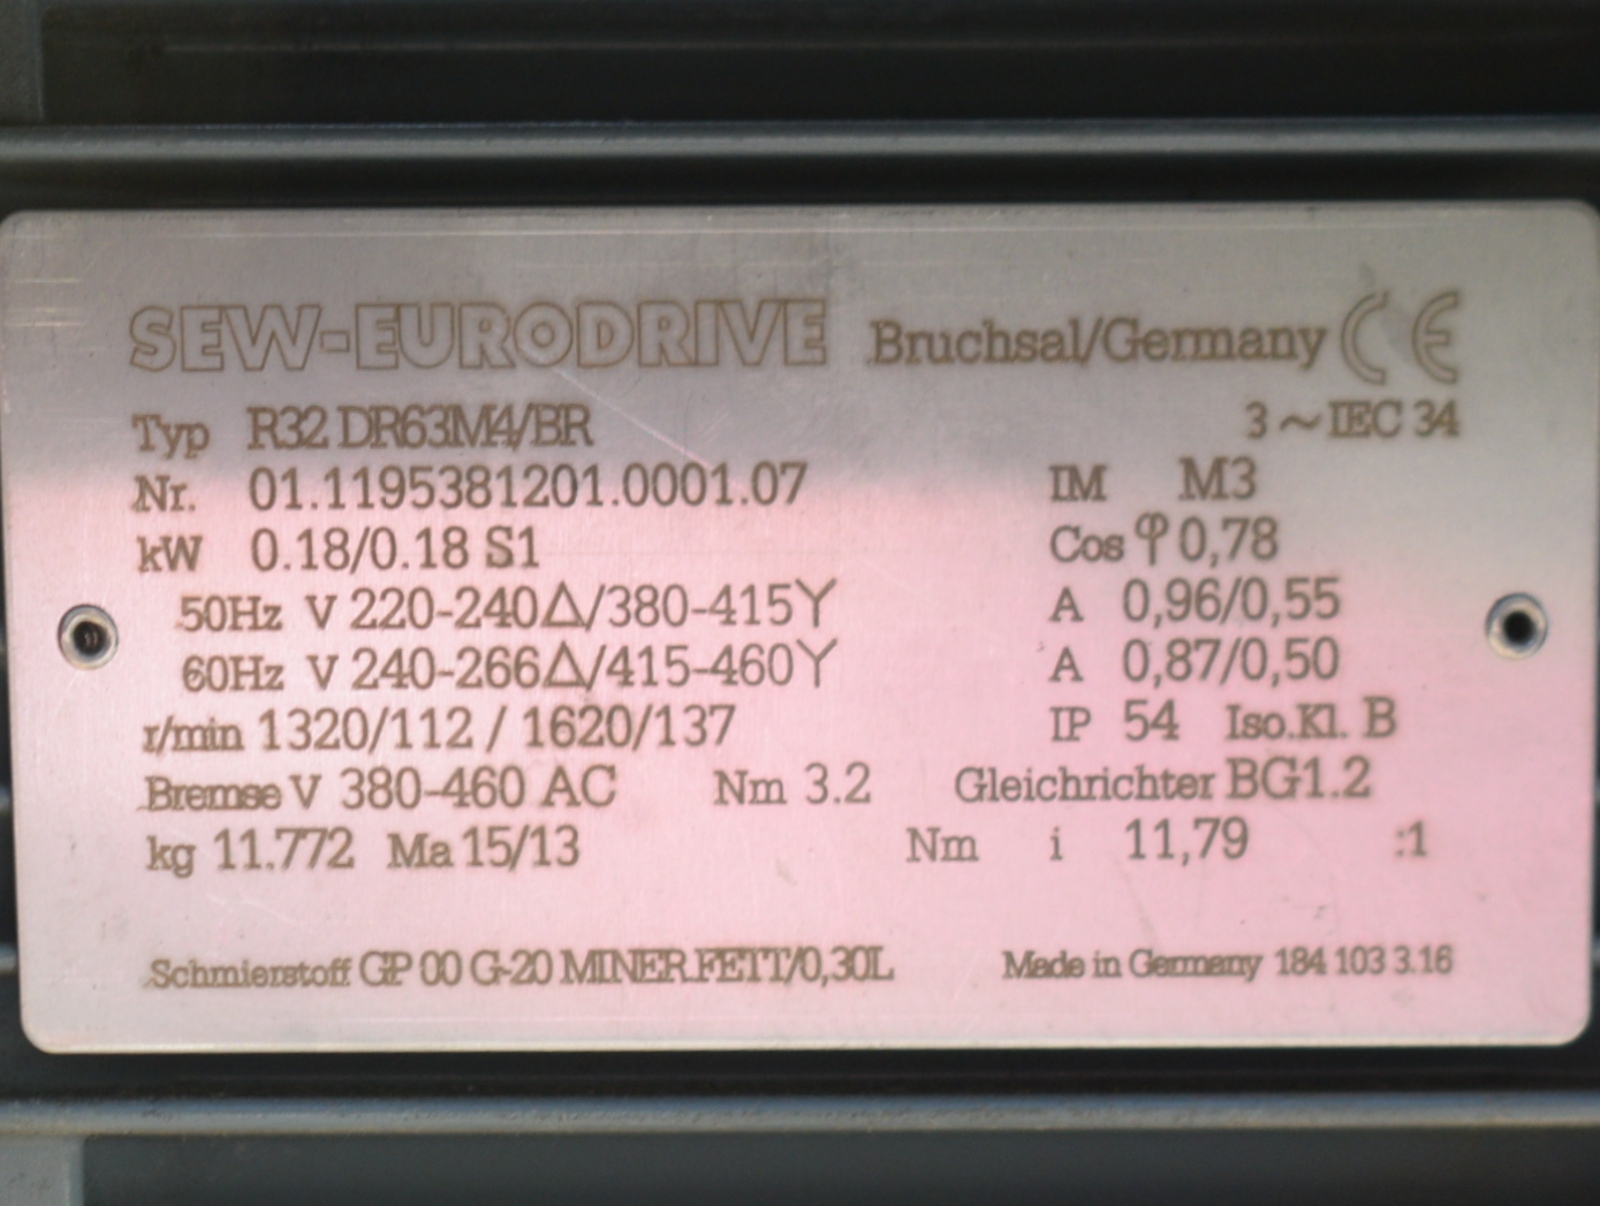 SEW-EURODRIVE Bruchsal/Germany CE
Typ R32 DR63M4/BR 3~IEC 34
Nr. 01.1195381201.0001.07 IM M3
kW 0.18/0.18 S1 Cos φ 0,78
50Hz V 220-240Δ/380-415Y A 0,96/0,55
60Hz V 240-266Δ/415-460Y A 0,87/0,50
r/min 1320/112 / 1620/137 IP 54 Iso.Kl. B
Bremse V 380-460 AC Nm 3.2 Gleichrichter BG1.2
kg 11.772 Ma 15/13 Nm i 11,79 :1
Schmierstoff GP 00 G-20 MINER.FETT/0,30L Made in Germany 184 103 3.16